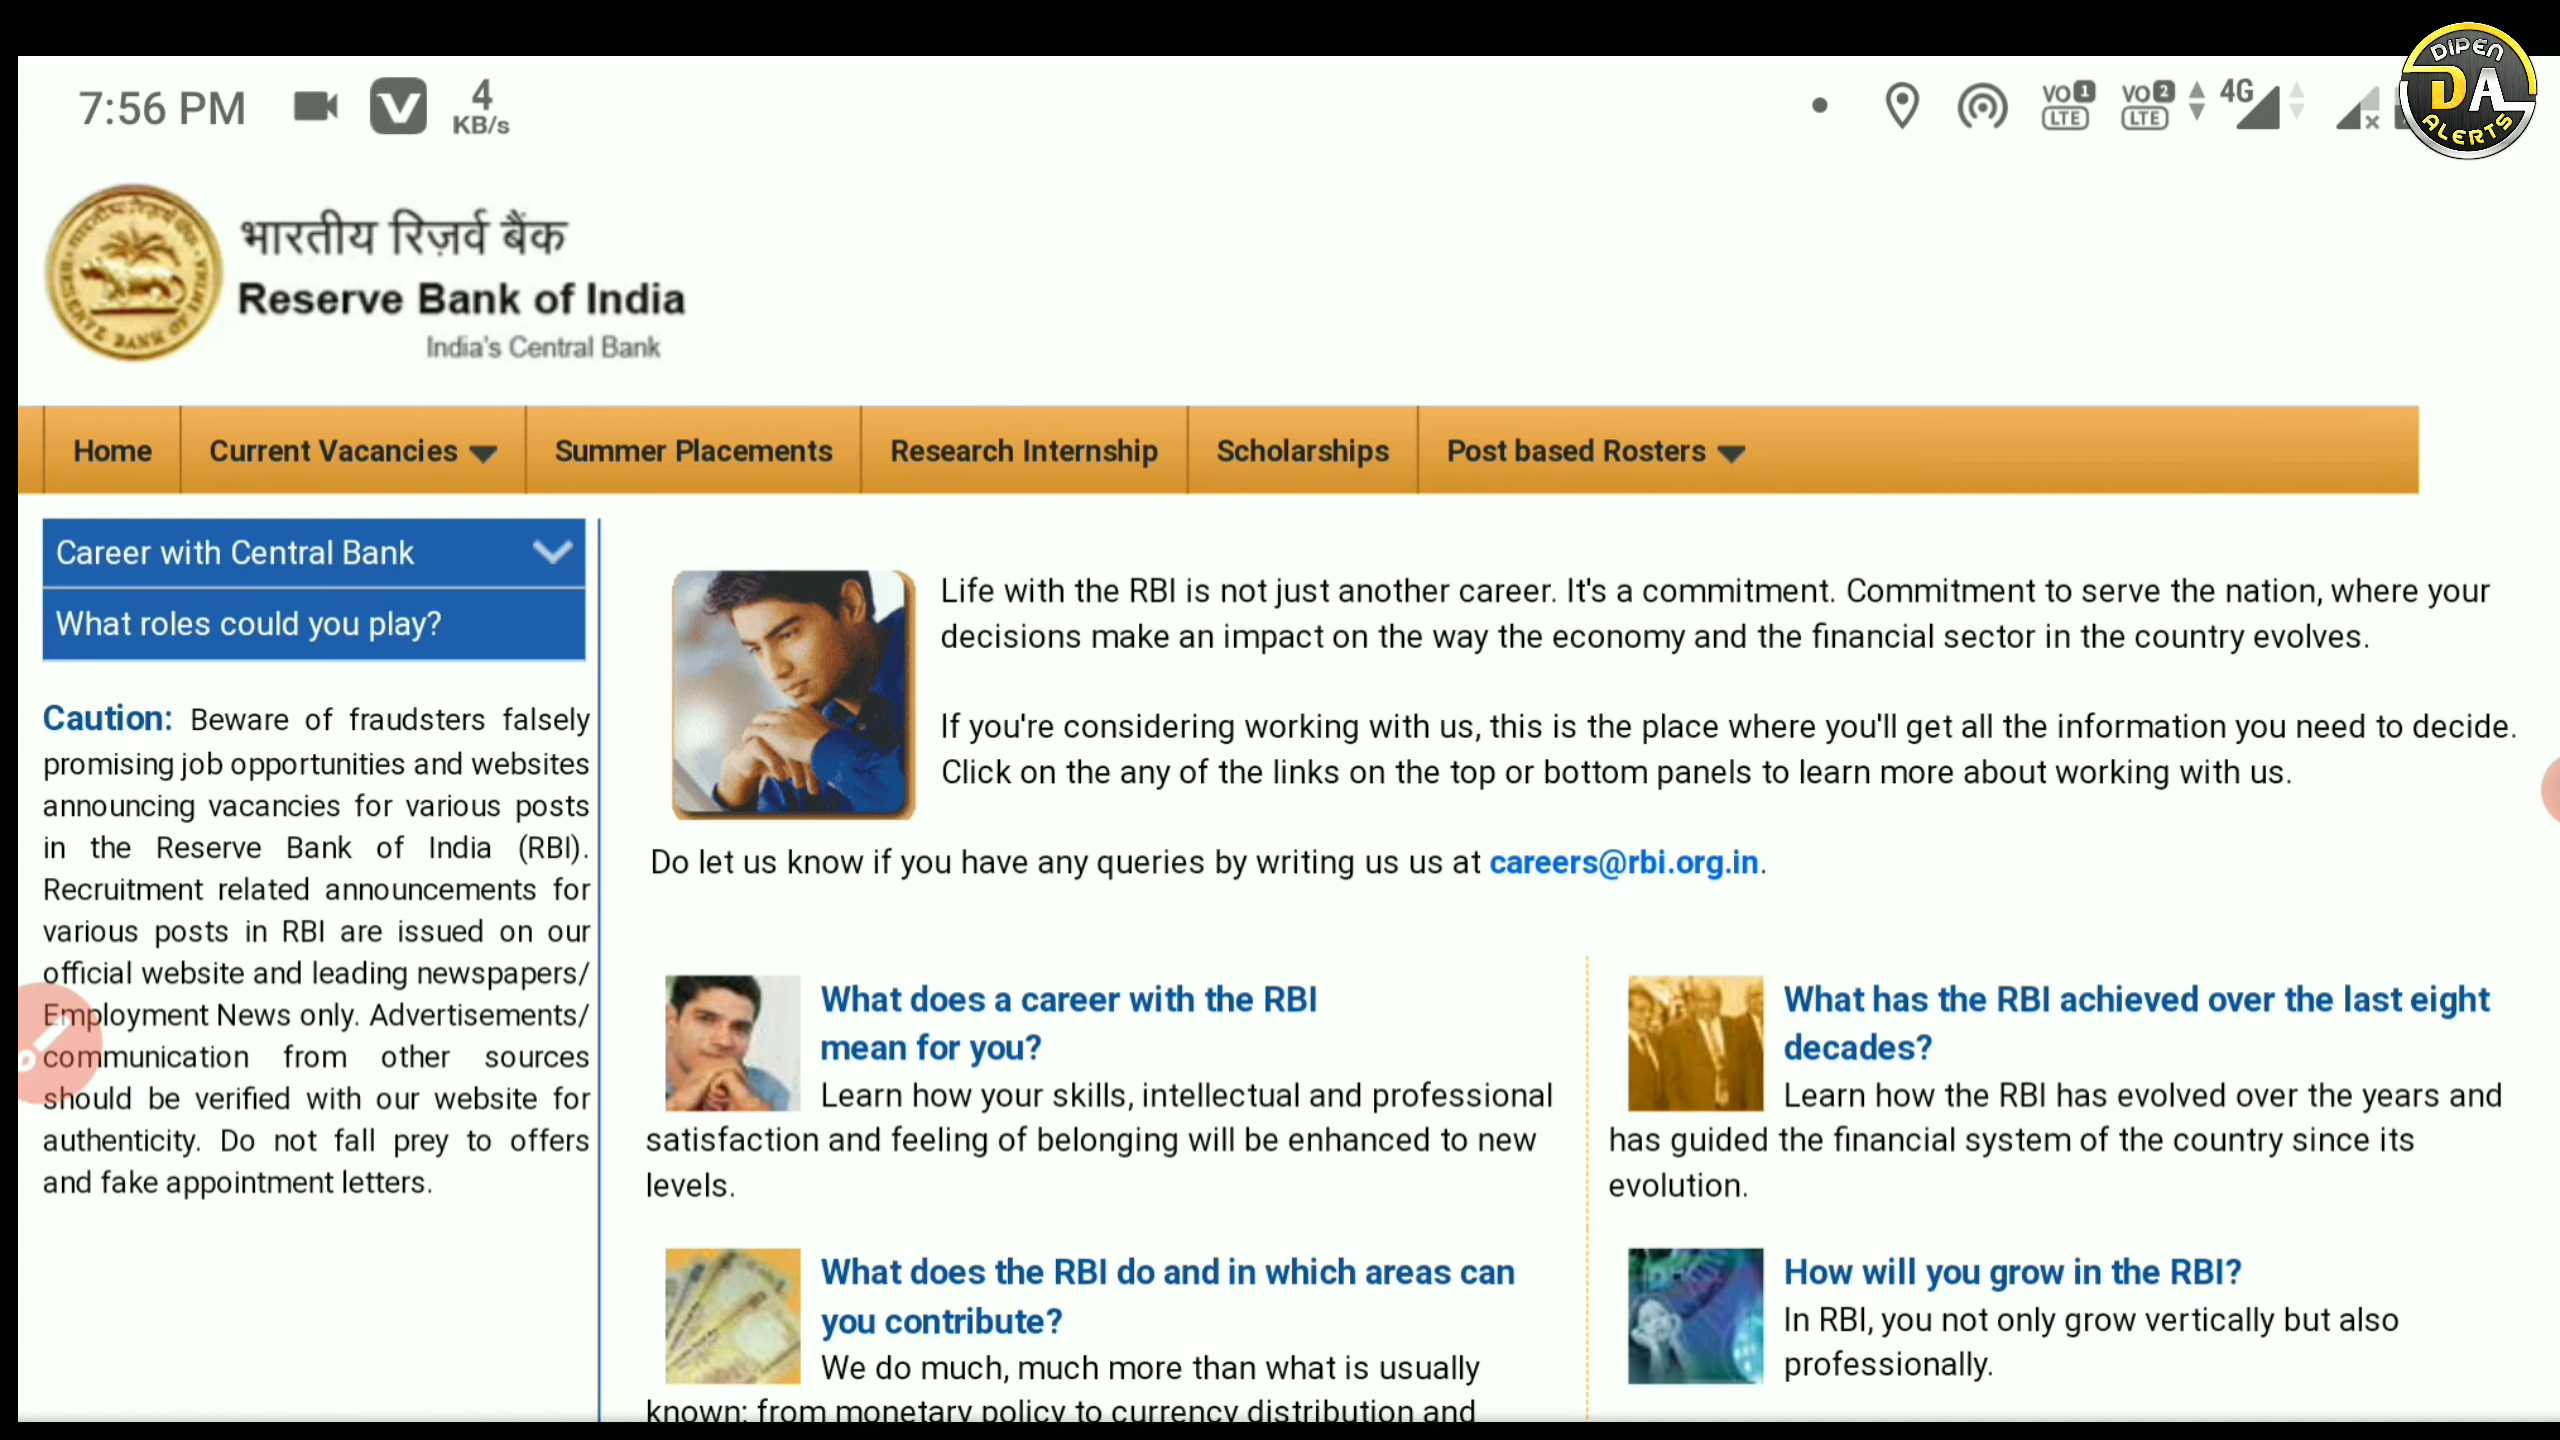 7:56 PM
4
KB/s
VO 1
LTE
VO 2
LTE
4G
DIPEN
DA
ALERTS
भारतीय रिज़र्व बैंक
Reserve Bank of India
India's Central Bank
RESERVE BANK OF INDIA
Home
Current Vacancies
Summer Placements
Research Internship
Scholarships
Post based Rosters
Career with Central Bank
What roles could you play?
Caution: Beware of fraudsters falsely
promising job opportunities and websites
announcing vacancies for various posts
in the Reserve Bank of India (RBI).
Recruitment related announcements for
various posts in RBI are issued on our
official website and leading newspapers/
Employment News only. Advertisements/
communication from other sources
should be verified with our website for
authenticity. Do not fall prey to offers
and fake appointment letters.
Life with the RBI is not just another career. It's a commitment. Commitment to serve the nation, where your
decisions make an impact on the way the economy and the financial sector in the country evolves.
If you're considering working with us, this is the place where you'll get all the information you need to decide.
Click on the any of the links on the top or bottom panels to learn more about working with us.
Do let us know if you have any queries by writing us us at careers@rbi.org.in.
What does a career with the RBI
mean for you?
Learn how your skills, intellectual and professional
satisfaction and feeling of belonging will be enhanced to new
levels.
What has the RBI achieved over the last eight
decades?
Learn how the RBI has evolved over the years and
has guided the financial system of the country since its
evolution.
What does the RBI do and in which areas can
you contribute?
We do much, much more than what is usually
known: from monetary policy to currency distribution and
How will you grow in the RBI?
In RBI, you not only grow vertically but also
professionally.